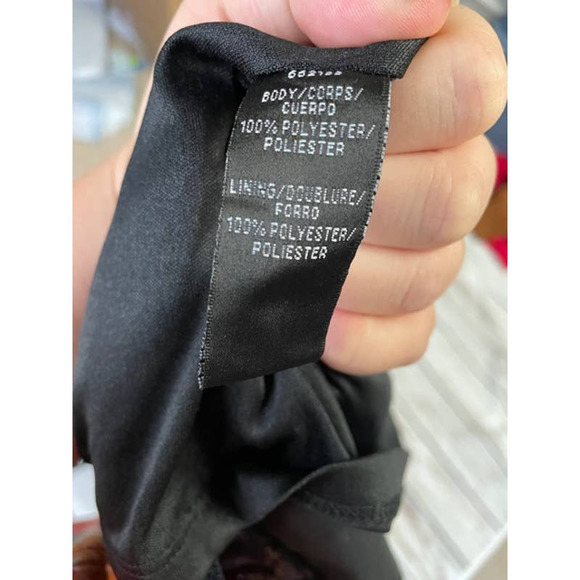 BODY/CORPS/
CUERPO
100% POLYESTER/
POLIESTER
LINING/DOUBLURE/
FORRO
100% POLYESTER/
POLIESTER